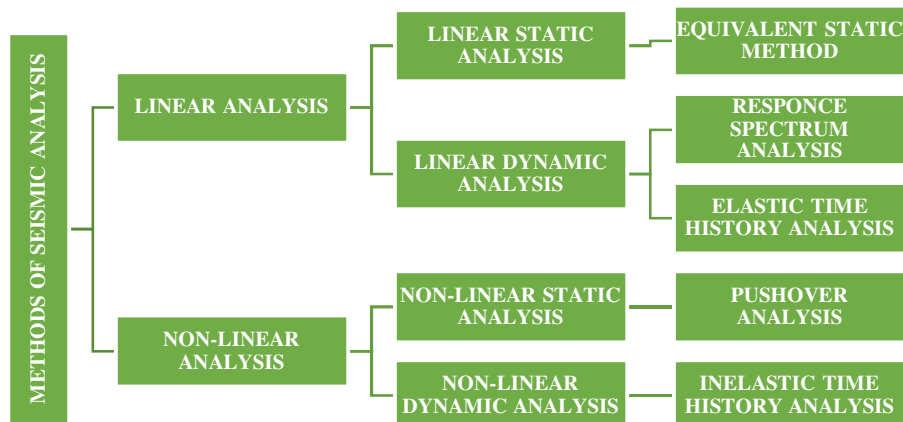 METHODS OF SEISMIC ANALYSIS
LINEAR ANALYSIS
LINEAR STATIC
ANALYSIS
EQUIVALENT STATIC
METHOD
LINEAR DYNAMIC
ANALYSIS
RESPONCE
SPECTRUM
ANALYSIS
ELASTIC TIME
HISTORY ANALYSIS
NON-LINEAR
ANALYSIS
NON-LINEAR STATIC
ANALYSIS
PUSHOVER
ANALYSIS
NON-LINEAR
DYNAMIC ANALYSIS
INELASTIC TIME
HISTORY ANALYSIS